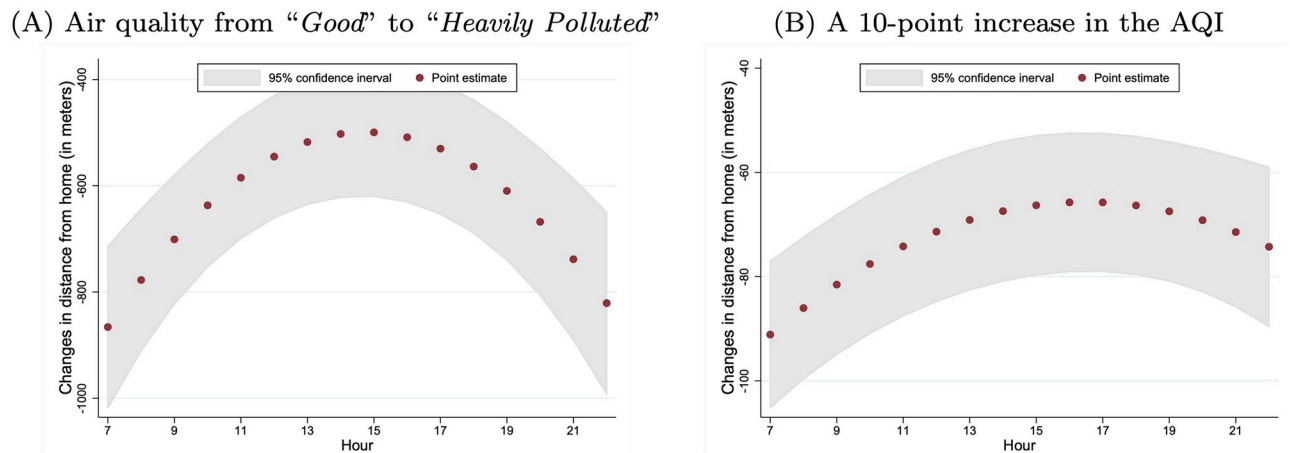 (A) Air quality from “Good” to “Heavily Polluted”
95% confidence inerval Point estimate
Changes in distance from home (in meters)
-400
-600
-800
-1000
7 9 11 13 15 17 19 21
Hour
(B) A 10-point increase in the AQI
95% confidence inerval Point estimate
Changes in distance from home (in meters)
-40
-60
-80
-100
7 9 11 13 15 17 19 21
Hour